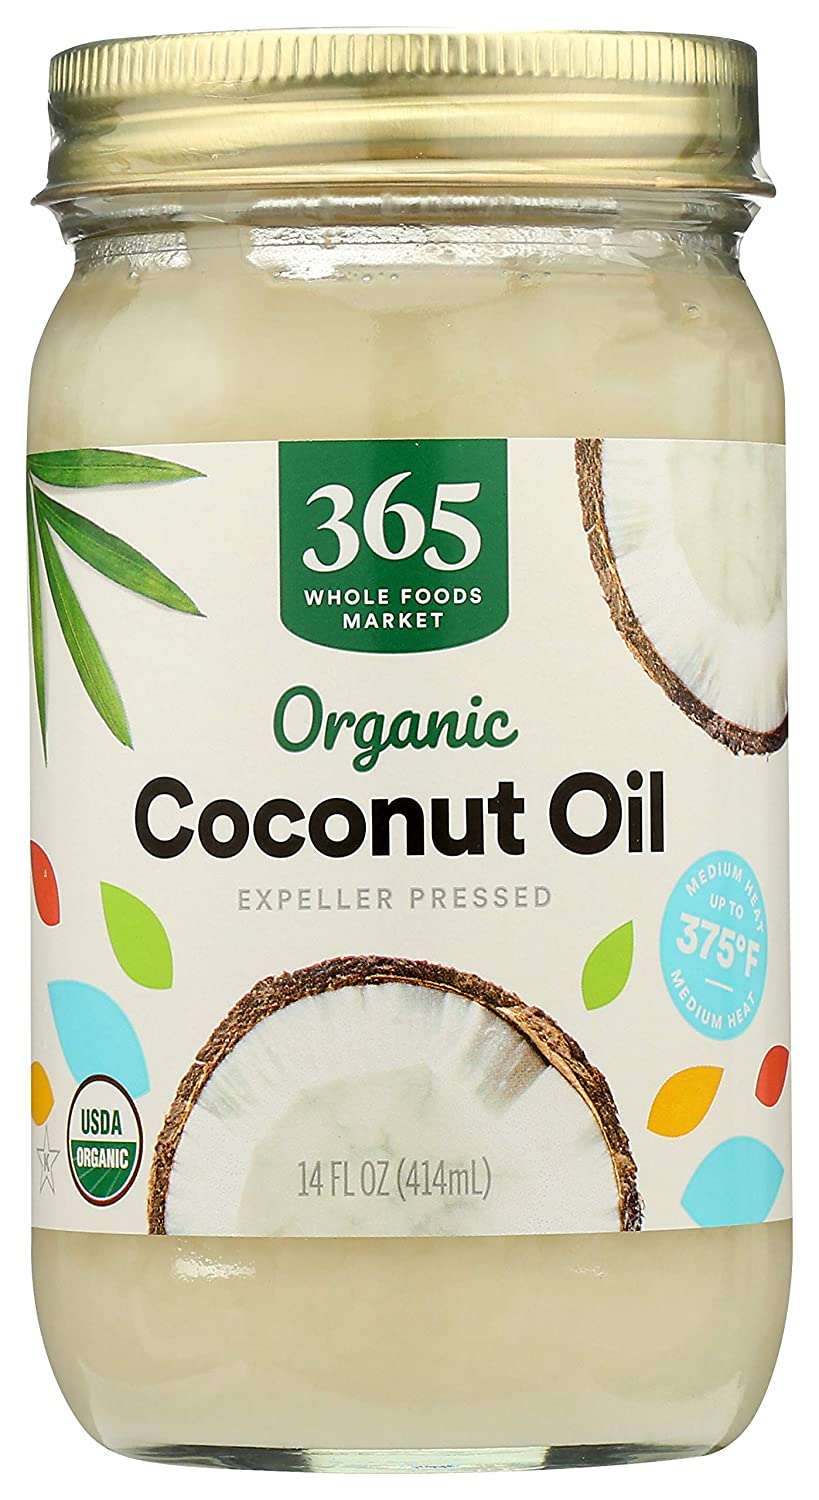 365
WHOLE FOODS
MARKET
Organic
Coconut Oil
EXPELLER PRESSED
MEDIUM HEAT
UP TO
375°F
MEDIUM HEAT
USDA
ORGANIC
K
14 FL OZ (414mL)